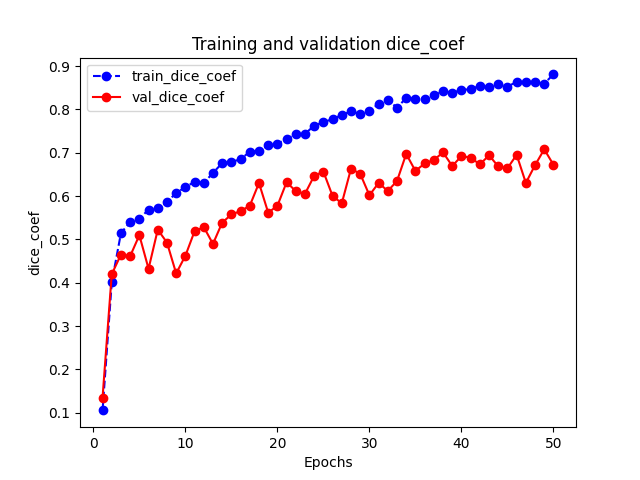 Training and validation dice_coef
train_dice_coef
val_dice_coef
dice_coef
0.9
0.8
0.7
0.6
0.5
0.4
0.3
0.2
0.1
0 10 20 30 40 50
Epochs